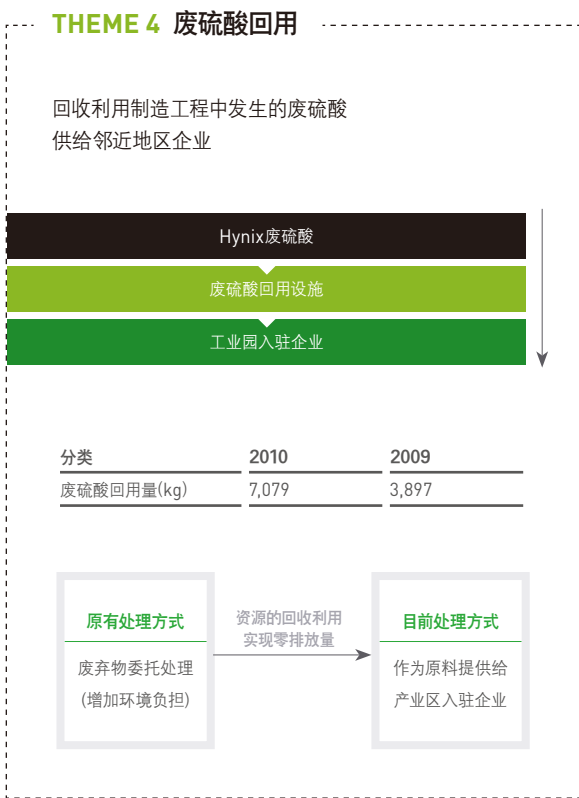 THEME 4 废硫酸回用
回收利用制造工程中发生的废硫酸
供给邻近地区企业
Hynix废硫酸
废硫酸回用设施
工业园入驻企业
分类 2010 2009
废硫酸回用量(kg) 7,079 3,897
原有处理方式
废弃物委托处理
(增加环境负担)
资源的回收利用
实现零排放量
目前处理方式
作为原料提供给
产业区入驻企业